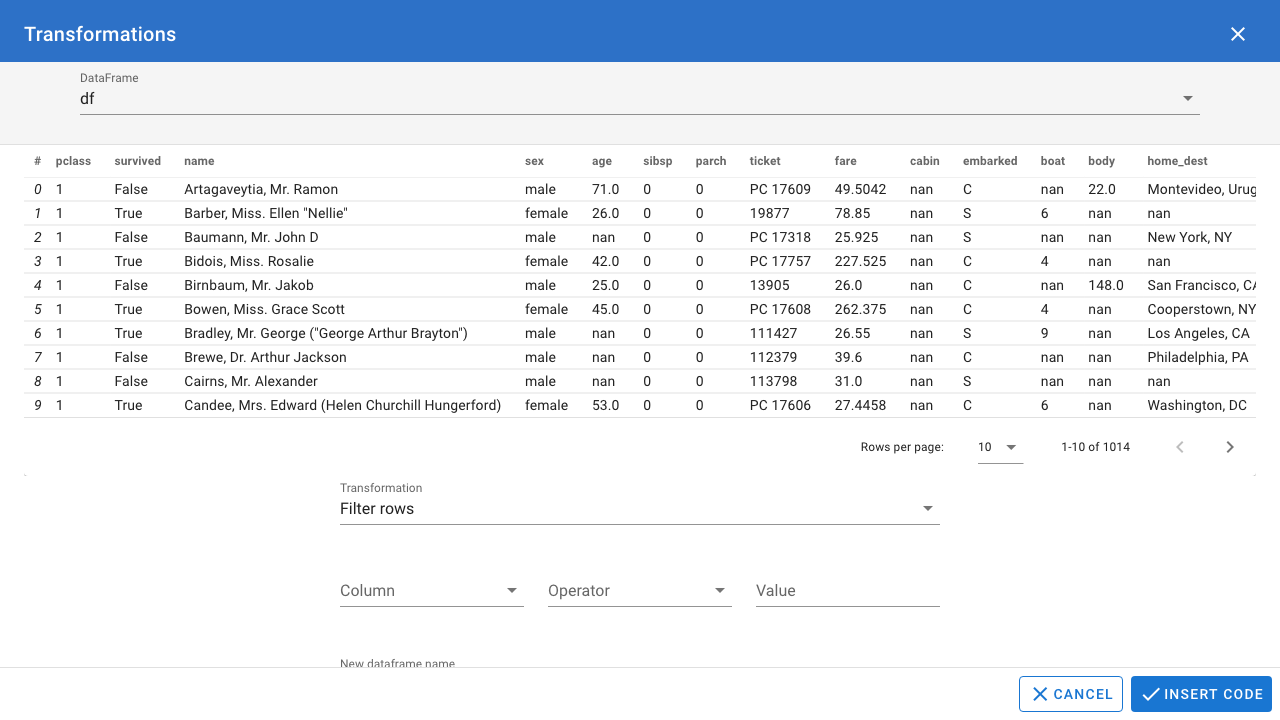 Transformations
DataFrame
df
# pclass survived name sex age sibsp parch ticket fare cabin embarked boat body home_dest
0 1 False Artagaveytia, Mr. Ramon male 71.0 0 0 PC 17609 49.5042 nan C nan 22.0 Montevideo, Urug
1 1 True Barber, Miss. Ellen "Nellie" female 26.0 0 0 19877 78.85 nan S 6 nan nan
2 1 False Baumann, Mr. John D male nan 0 0 PC 17318 25.925 nan S nan nan New York, NY
3 1 True Bidois, Miss. Rosalie female 42.0 0 0 PC 17757 227.525 nan C 4 nan nan
4 1 False Birnbaum, Mr. Jakob male 25.0 0 0 13905 26.0 nan C nan 148.0 San Francisco, CA
5 1 True Bowen, Miss. Grace Scott female 45.0 0 0 PC 17608 262.375 nan C 4 nan Cooperstown, NY
6 1 True Bradley, Mr. George ("George Arthur Brayton") male nan 0 0 111427 26.55 nan S 9 nan Los Angeles, CA
7 1 False Brewe, Dr. Arthur Jackson male nan 0 0 112379 39.6 nan C nan nan Philadelphia, PA
8 1 False Cairns, Mr. Alexander male nan 0 0 113798 31.0 nan S nan nan nan
9 1 True Candee, Mrs. Edward (Helen Churchill Hungerford) female 53.0 0 0 PC 17606 27.4458 nan C 6 nan Washington, DC
Rows per page: 10 1-10 of 1014
Transformation
Filter rows
Column Operator Value
New dataframe name
CANCEL INSERT CODE